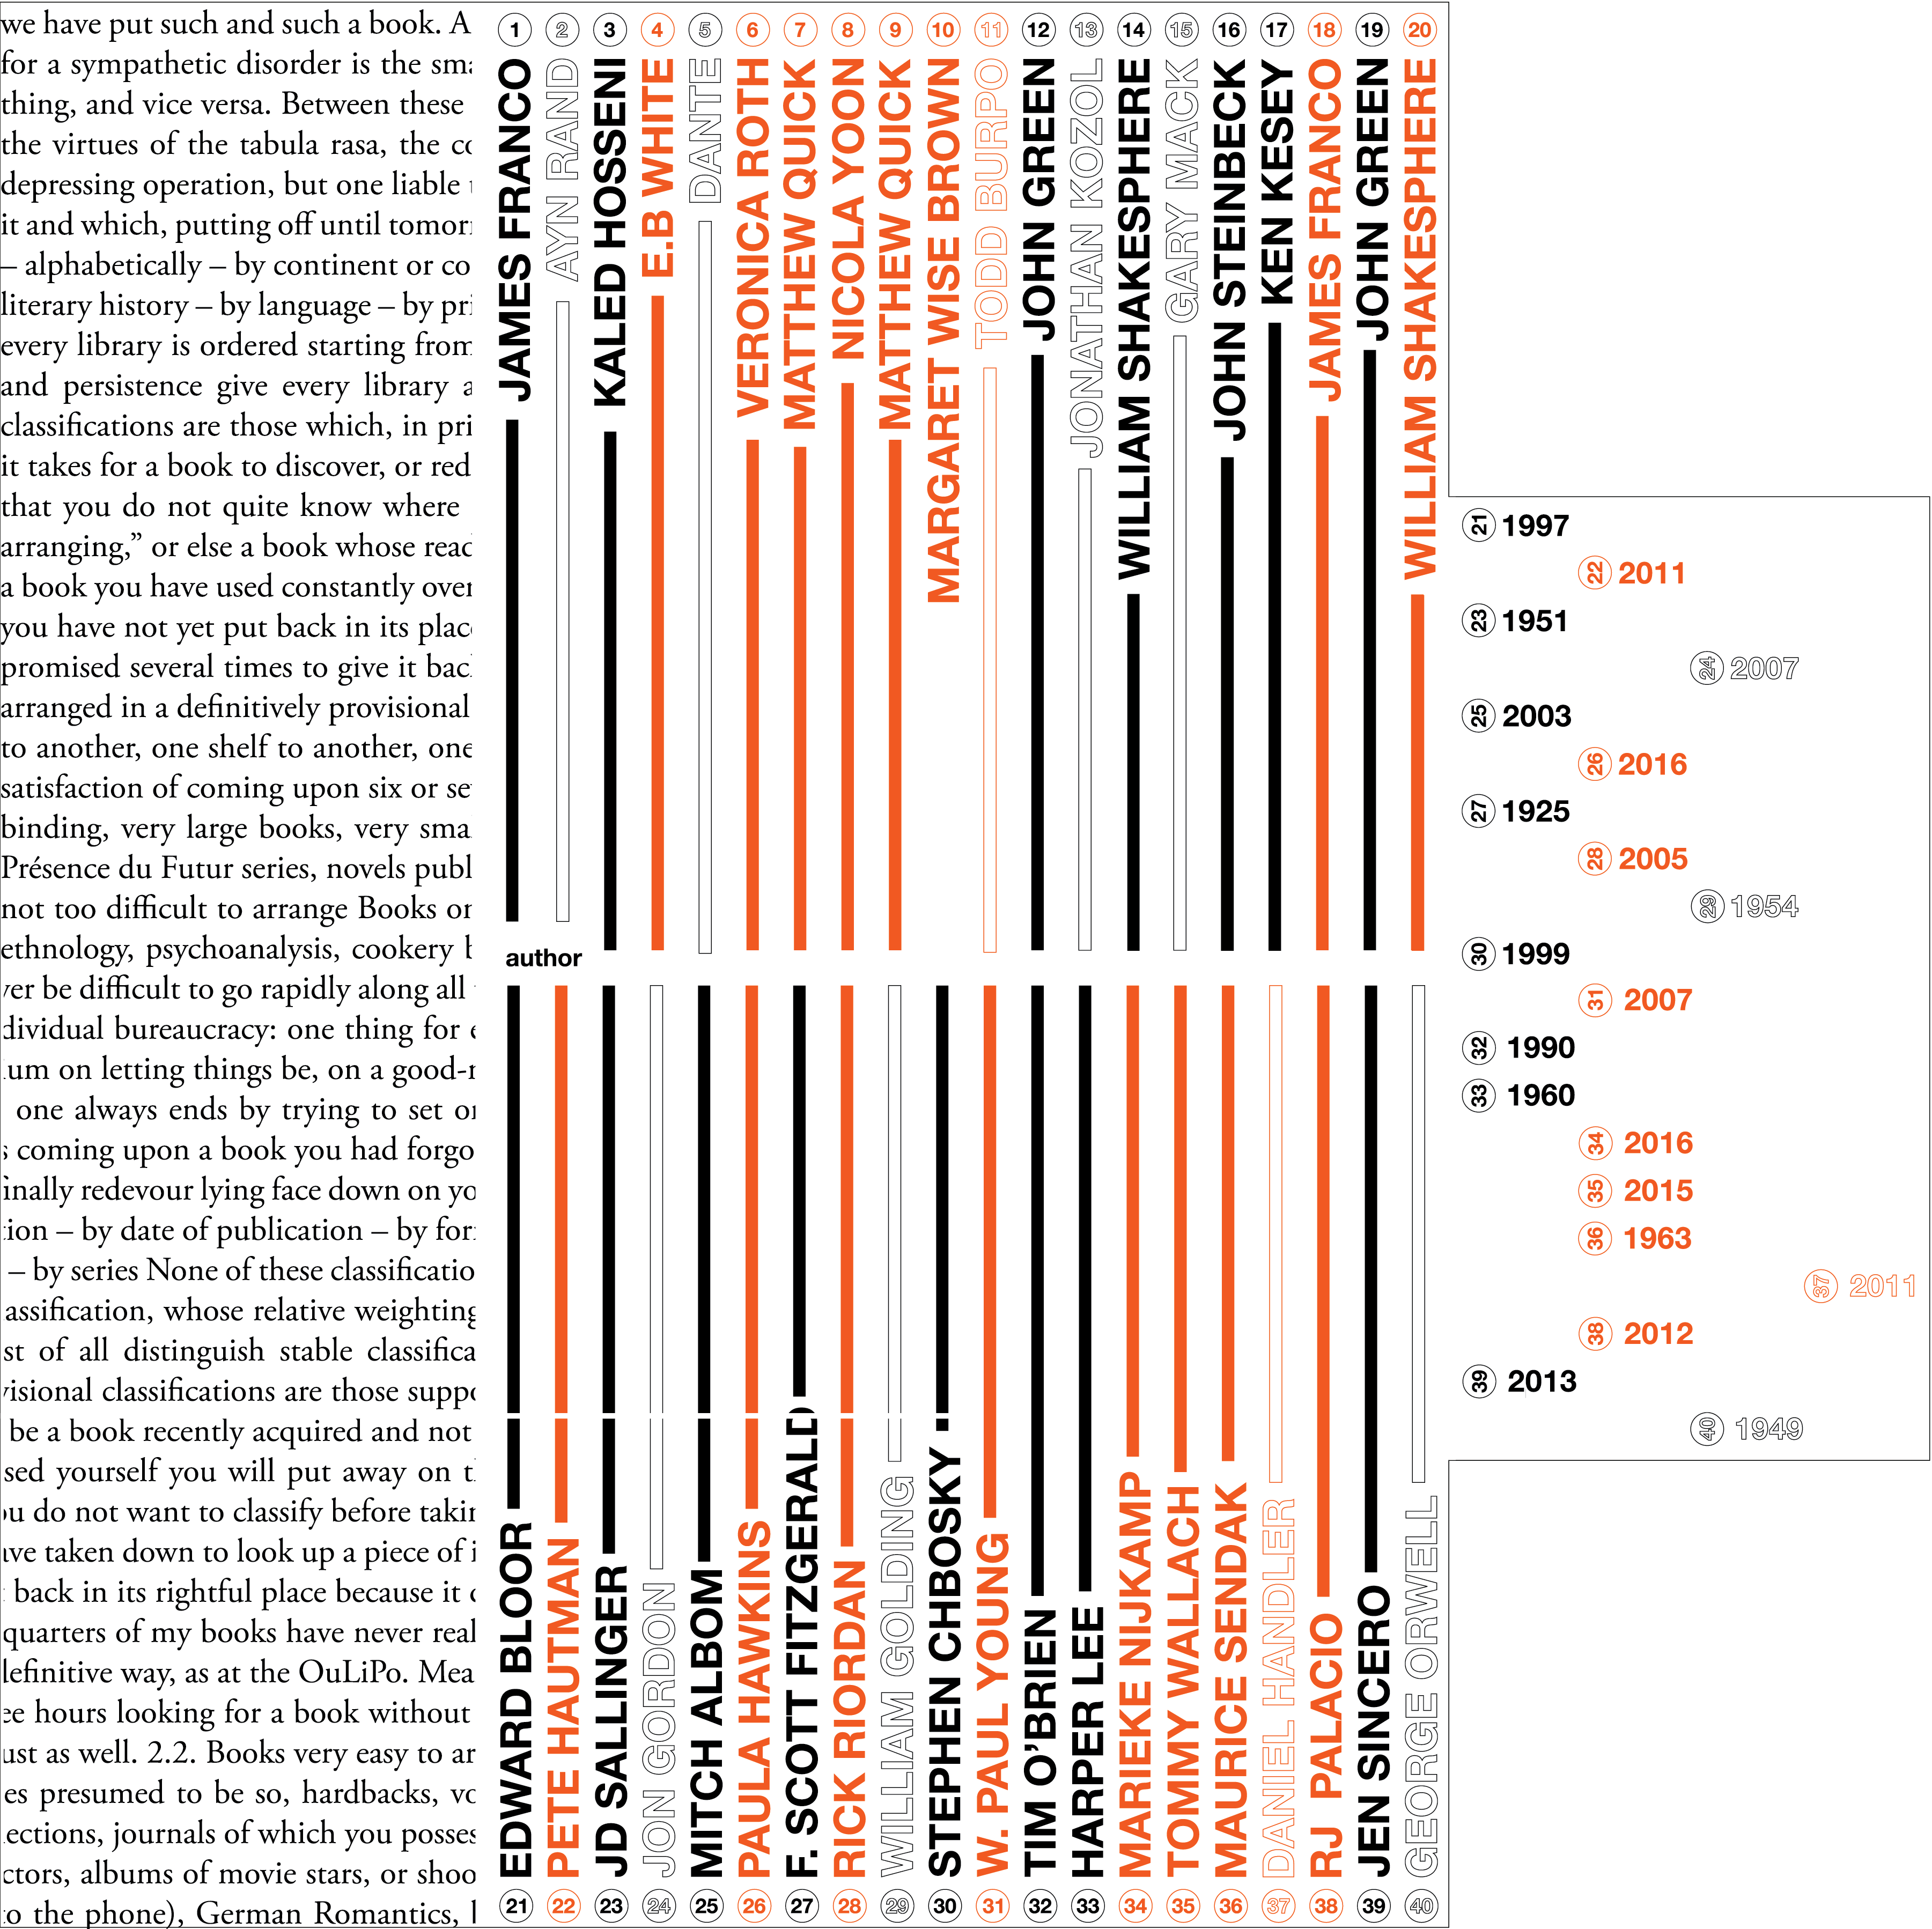 we have put such and such a book. A
for a sympathetic disorder is the sma
thing, and vice versa. Between these
the virtues of the tabula rasa, the co
depressing operation, but one liable
it and which, putting off until tomorr
– alphabetically – by continent or co
literary history – by language – by pri
every library is ordered starting from
and persistence give every library a
classifications are those which, in pri
it takes for a book to discover, or red
that you do not quite know where
arranging,” or else a book whose read
a book you have used constantly over
you have not yet put back in its place
promised several times to give it back
arranged in a definitively provisional
to another, one shelf to another, one
satisfaction of coming upon six or se
binding, very large books, very sma
Présence du Futur series, novels publ
not too difficult to arrange Books or
ethnology, psychoanalysis, cookery b
ver be difficult to go rapidly along all
dividual bureaucracy: one thing for e
ium on letting things be, on a good-r
one always ends by trying to set or
s coming upon a book you had forgo
inally redevour lying face down on yo
tion – by date of publication – by for
– by series None of these classificatio
assification, whose relative weighting
st of all distinguish stable classifica
visional classifications are those suppo
be a book recently acquired and not
sed yourself you will put away on t
ou do not want to classify before takin
ave taken down to look up a piece of i
back in its rightful place because it c
quarters of my books have never real
definitive way, as at the OuLiPo. Mea
ee hours looking for a book without
ust as well. 2.2. Books very easy to ar
es presumed to be so, hardbacks, vo
lections, journals of which you posses
ctors, albums of movie stars, or shoo
to the phone), German Romantics, l
1 JAMES FRANCO
2 AYN RAND
3 KALED HOSSENI
4 E.B WHITE
5 DANTE
6 VERONICA ROTH
7 MATTHEW QUICK
8 NICOLA YOON
9 MATTHEW QUICK
10 MARGARET WISE BROWN
11 TODD BURPO
12 JOHN GREEN
13 JONATHAN KOZOL
14 WILLIAM SHAKESPHERE
15 GARY MACK
16 JOHN STEINBECK
17 KEN KESEY
18 JAMES FRANCO
19 JOHN GREEN
20 WILLIAM SHAKESPHERE
author
EDWARD BLOOR 21
PETE HAUTMAN 22
JD SALLINGER 23
JON GORDON 24
MITCH ALBOM 25
PAULA HAWKINS 26
F. SCOTT FITZGERALD 27
RICK RIORDAN 28
WILLIAM GOLDING 29
STEPHEN CHBOSKY 30
W. PAUL YOUNG 31
TIM O’BRIEN 32
HARPER LEE 33
MARIEKE NIJKAMP 34
TOMMY WALLACH 35
MAURICE SENDAK 36
DANIEL HANDLER 37
RJ PALACIO 38
JEN SINCERO 39
GEORGE ORWELL 40
21 1997
22 2011
23 1951
24 2007
25 2003
26 2016
27 1925
28 2005
29 1954
30 1999
31 2007
32 1990
33 1960
34 2016
35 2015
36 1963
37 2011
38 2012
39 2013
40 1949